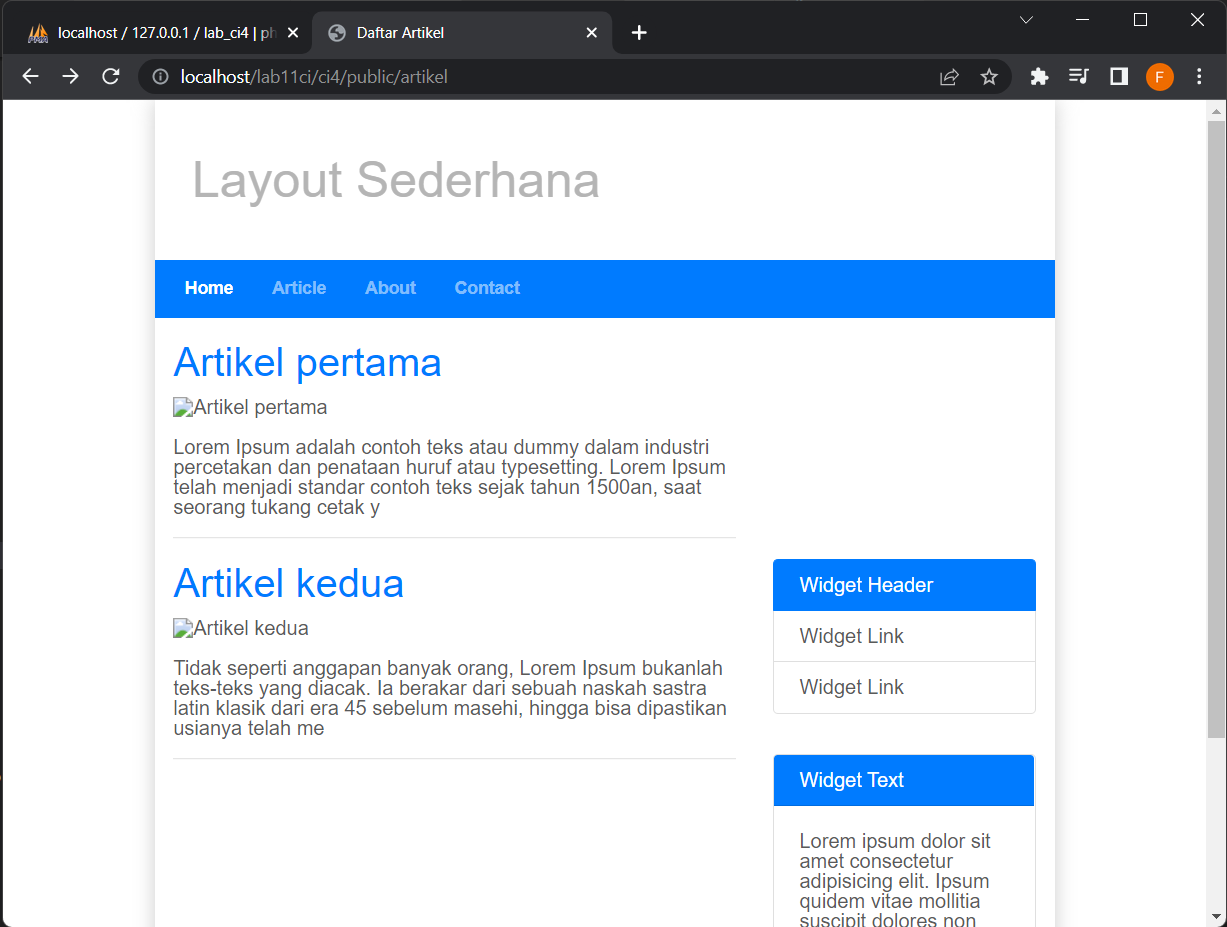 localhost / 127.0.0.1 / lab_ci4 | ph
Daftar Artikel
localhost/lab11ci/ci4/public/artikel
F
Layout Sederhana
Home Article About Contact
Artikel pertama
Artikel pertama
Lorem Ipsum adalah contoh teks atau dummy dalam industri
percetakan dan penataan huruf atau typesetting. Lorem Ipsum
telah menjadi standar contoh teks sejak tahun 1500an, saat
seorang tukang cetak y
Artikel kedua
Artikel kedua
Tidak seperti anggapan banyak orang, Lorem Ipsum bukanlah
teks-teks yang diacak. Ia berakar dari sebuah naskah sastra
latin klasik dari era 45 sebelum masehi, hingga bisa dipastikan
usianya telah me
Widget Header
Widget Link
Widget Link
Widget Text
Lorem ipsum dolor sit
amet consectetur
adipisicing elit. Ipsum
quidem vitae mollitia
suscipit dolores non